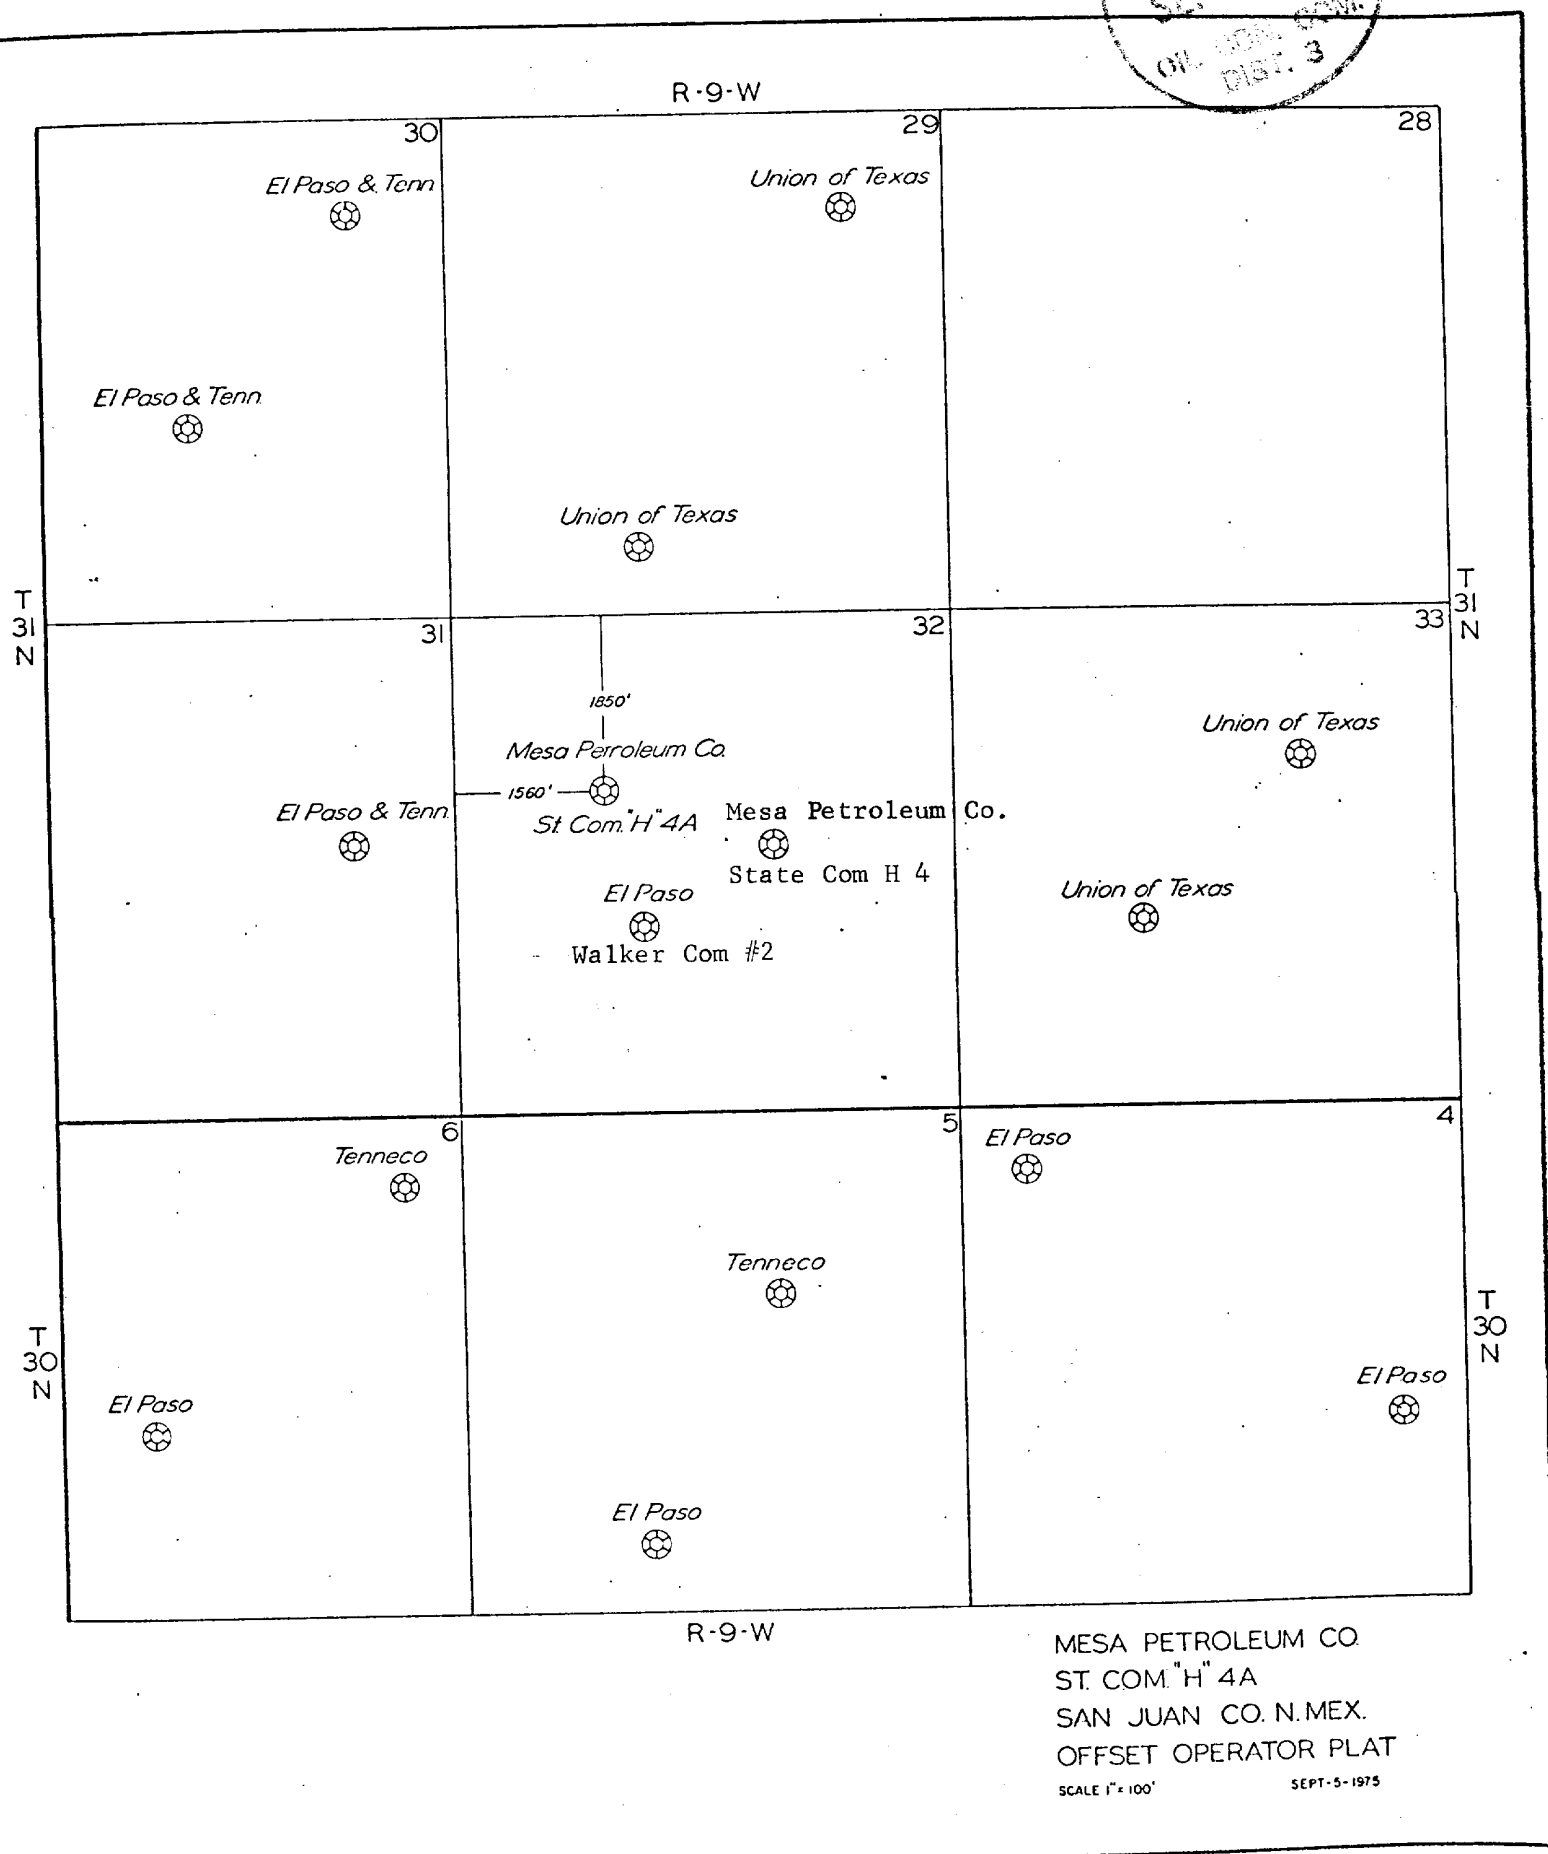 OIL CON. COM.
DIST. 3
R-9-W
30
29
28
El Paso & Tenn
Union of Texas
El Paso & Tenn.
Union of Texas
T
31
N
T
31
N
31
32
33
1850'
Union of Texas
Mesa Petroleum Co.
1560'
El Paso & Tenn.
St. Com. "H" 4A
Mesa Petroleum Co.
State Com H 4
Union of Texas
El Paso
Walker Com #2
6
5
4
Tenneco
El Paso
Tenneco
T
30
N
T
30
N
El Paso
El Paso
El Paso
R-9-W
MESA PETROLEUM CO.
ST. COM. "H" 4A
SAN JUAN CO. N. MEX.
OFFSET OPERATOR PLAT
SCALE 1"=100' SEPT-5-1975